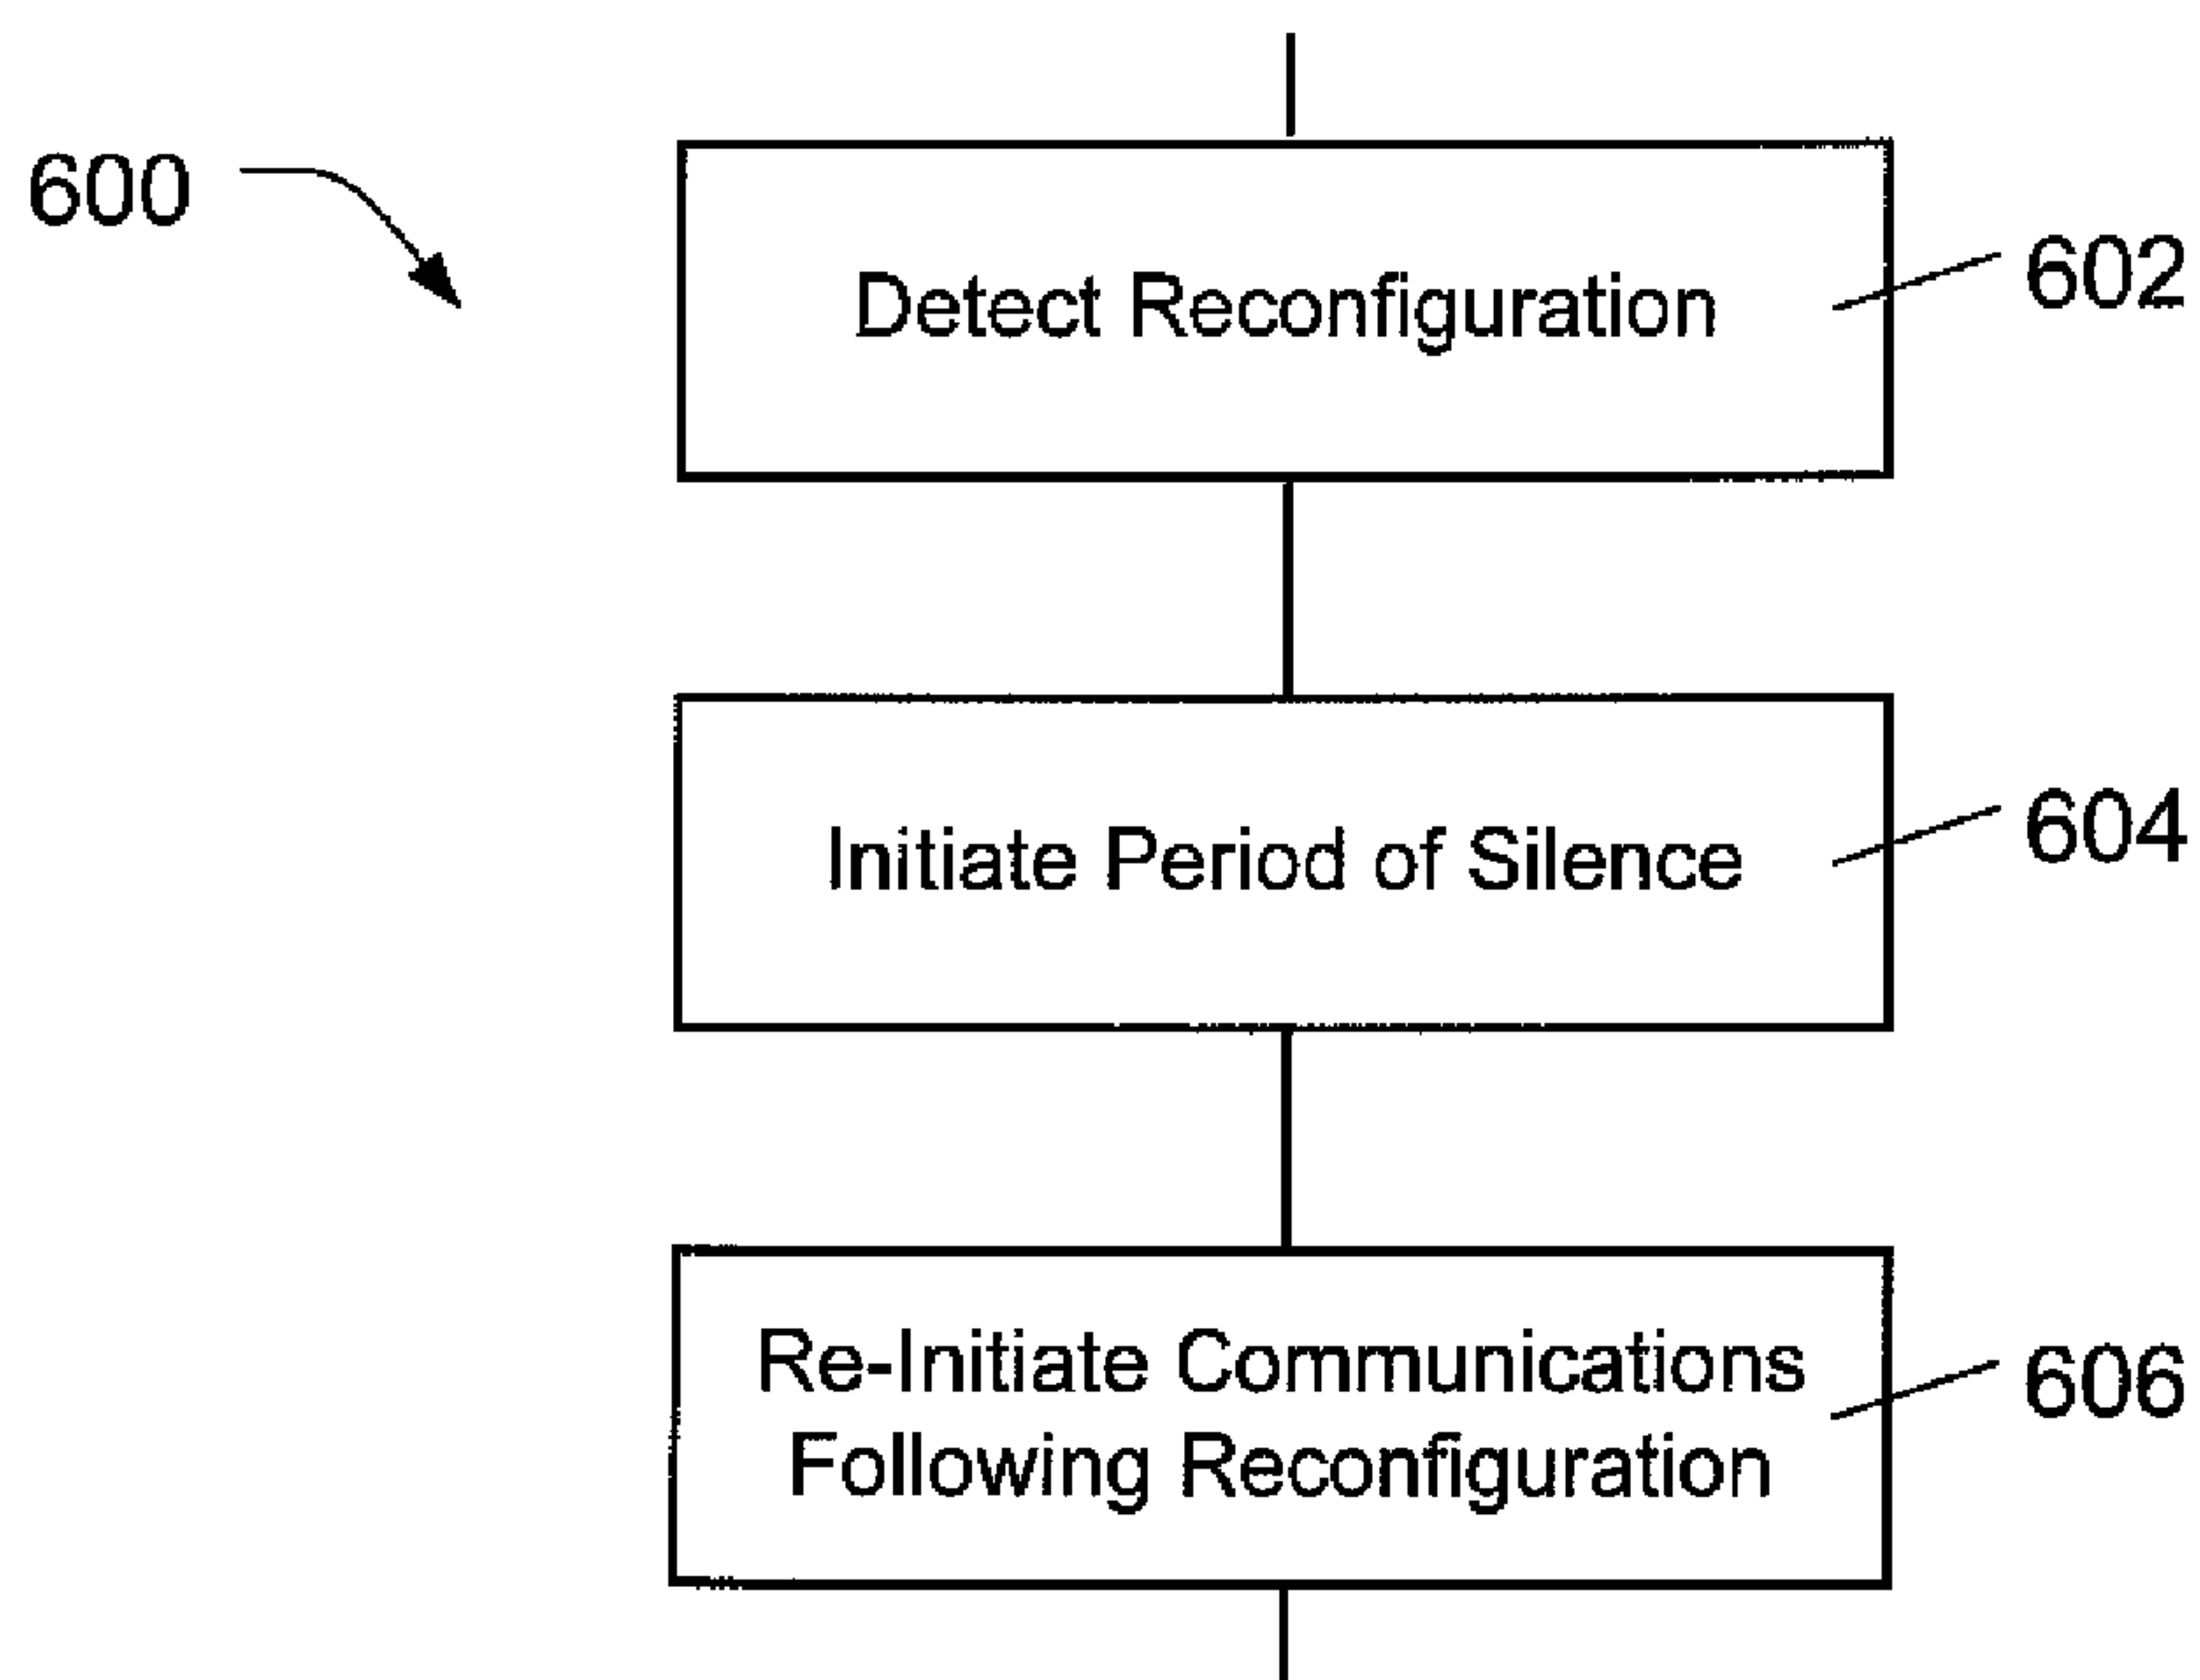 600
Detect Reconfiguration
602
Initiate Period of Silence
604
Re-Initiate Communications
Following Reconfiguration
606